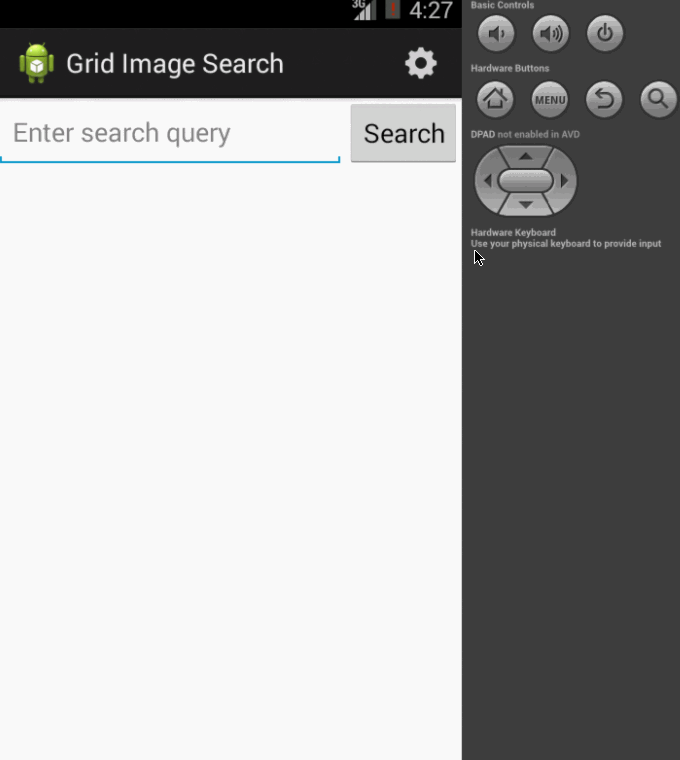 3G 4:27
Grid Image Search
Enter search query
Search
Basic Controls
Hardware Buttons
MENU
DPAD not enabled in AVD
Hardware Keyboard
Use your physical keyboard to provide input